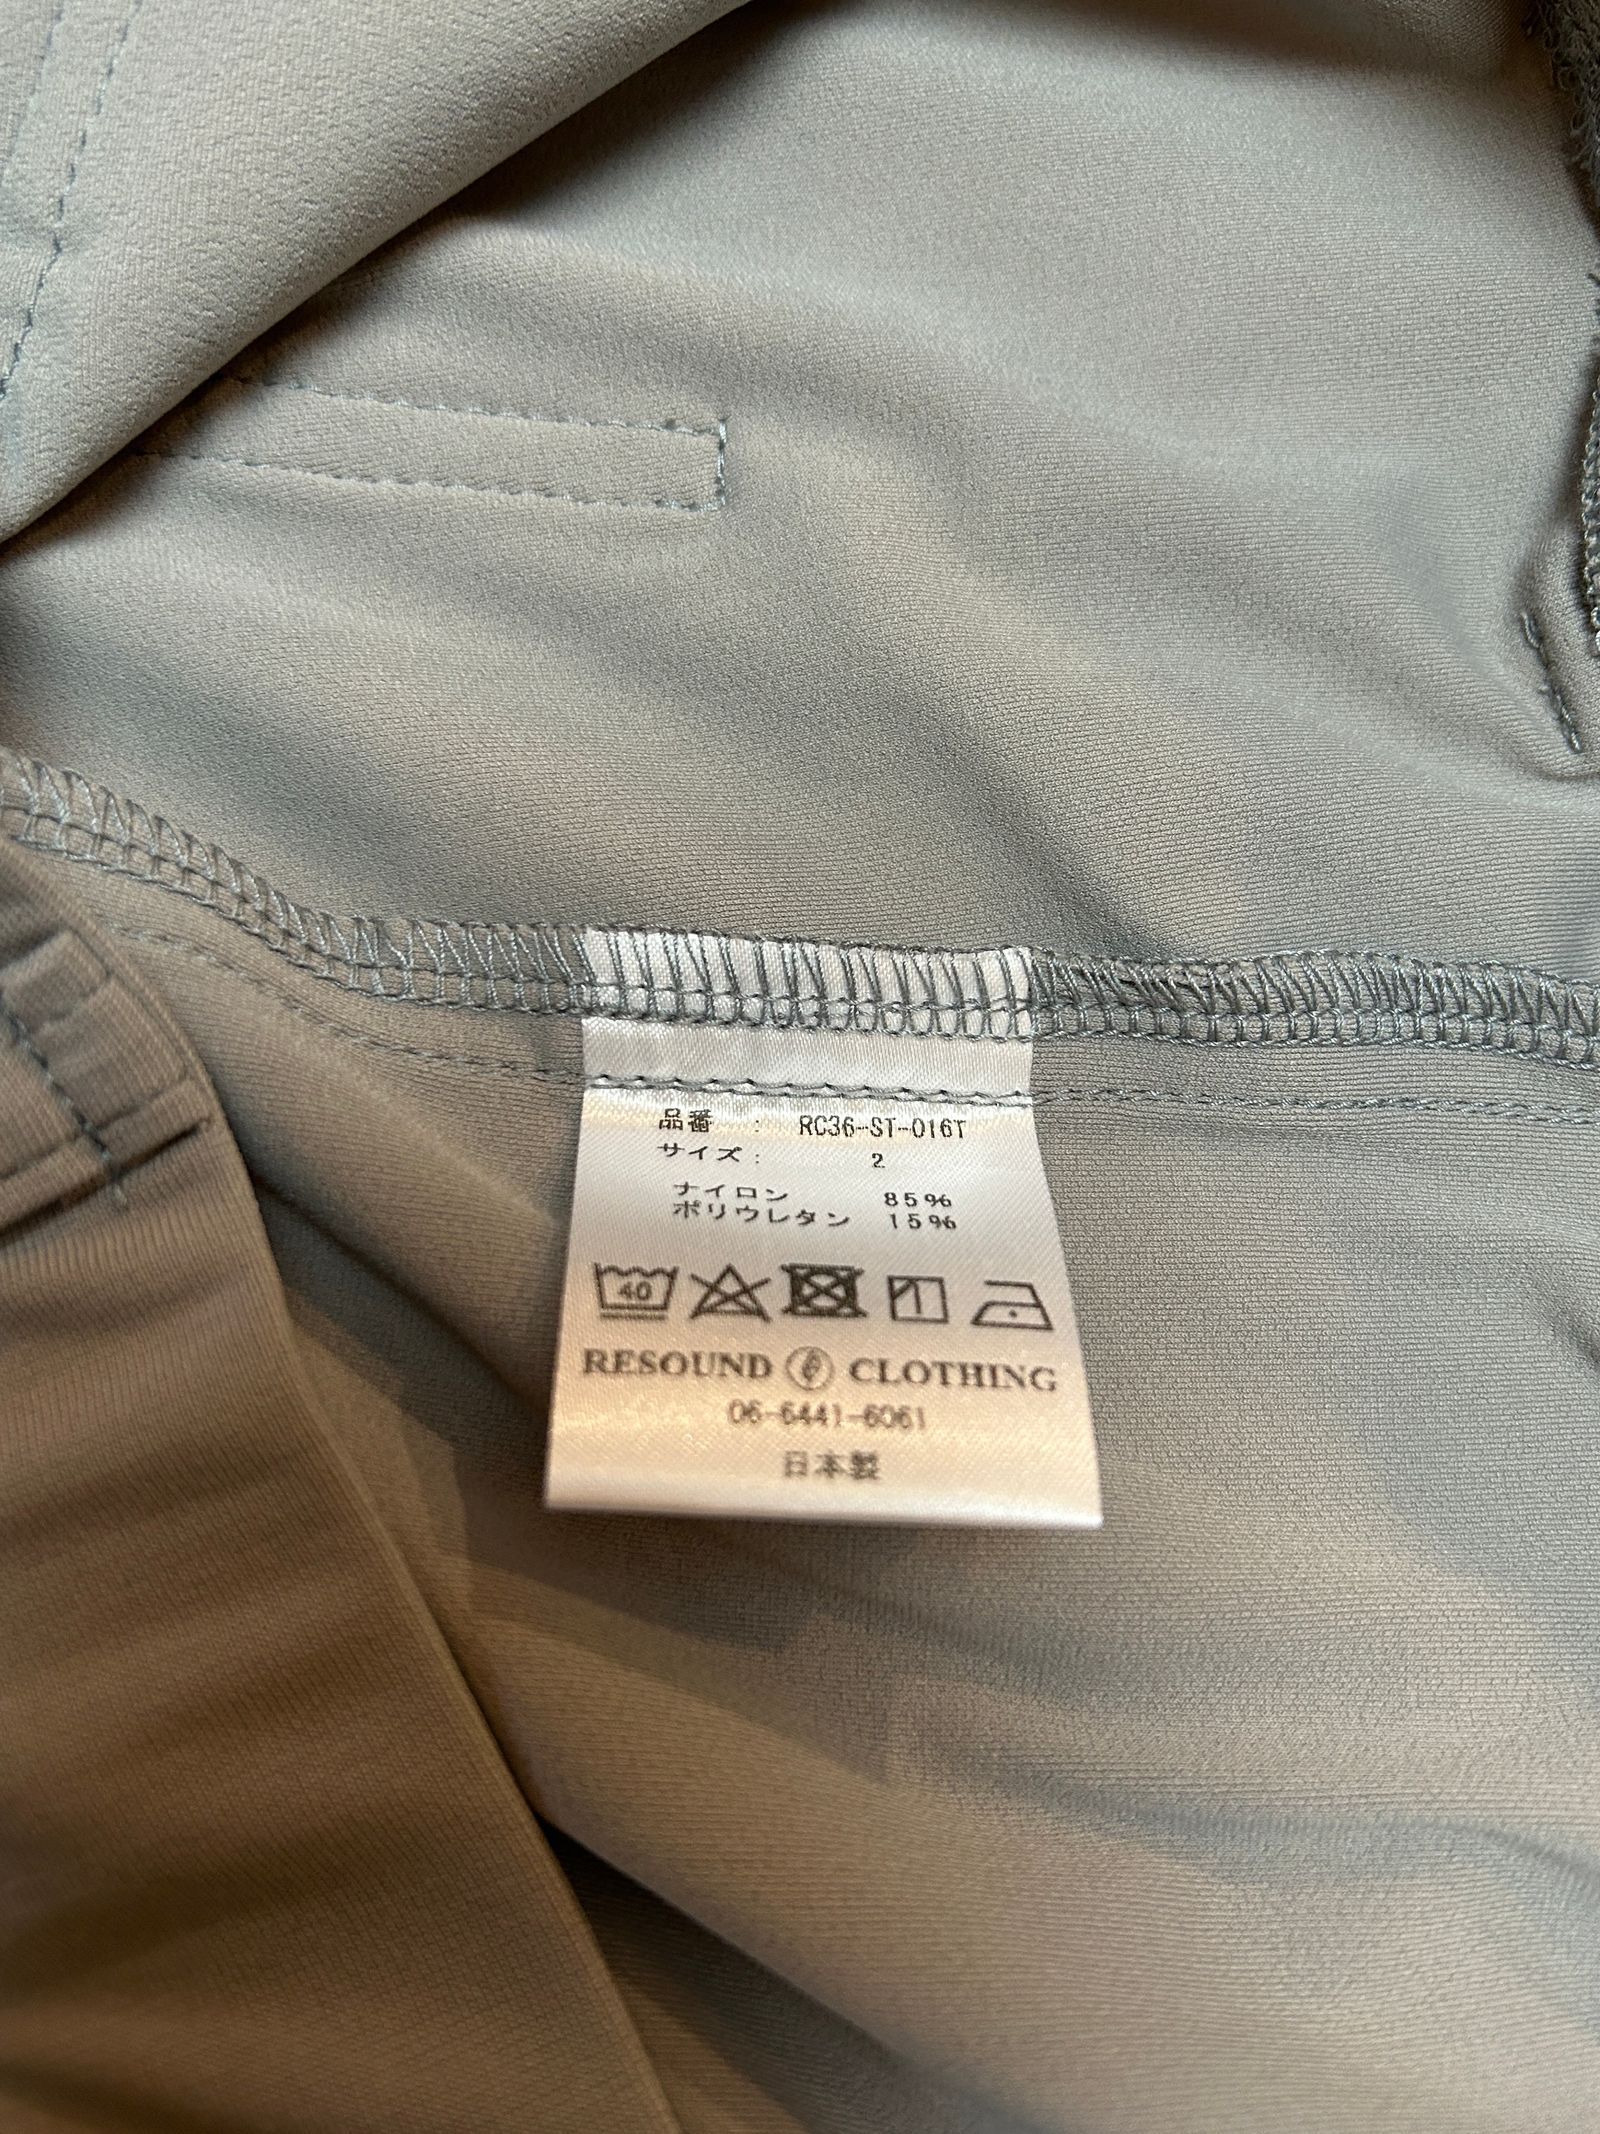 品番 : RC36-ST-016T
サイズ : 2
ナイロン 85%
ポリウレタン 15%
40
RESOUND CLOTHING
06-6441-6061
日本製